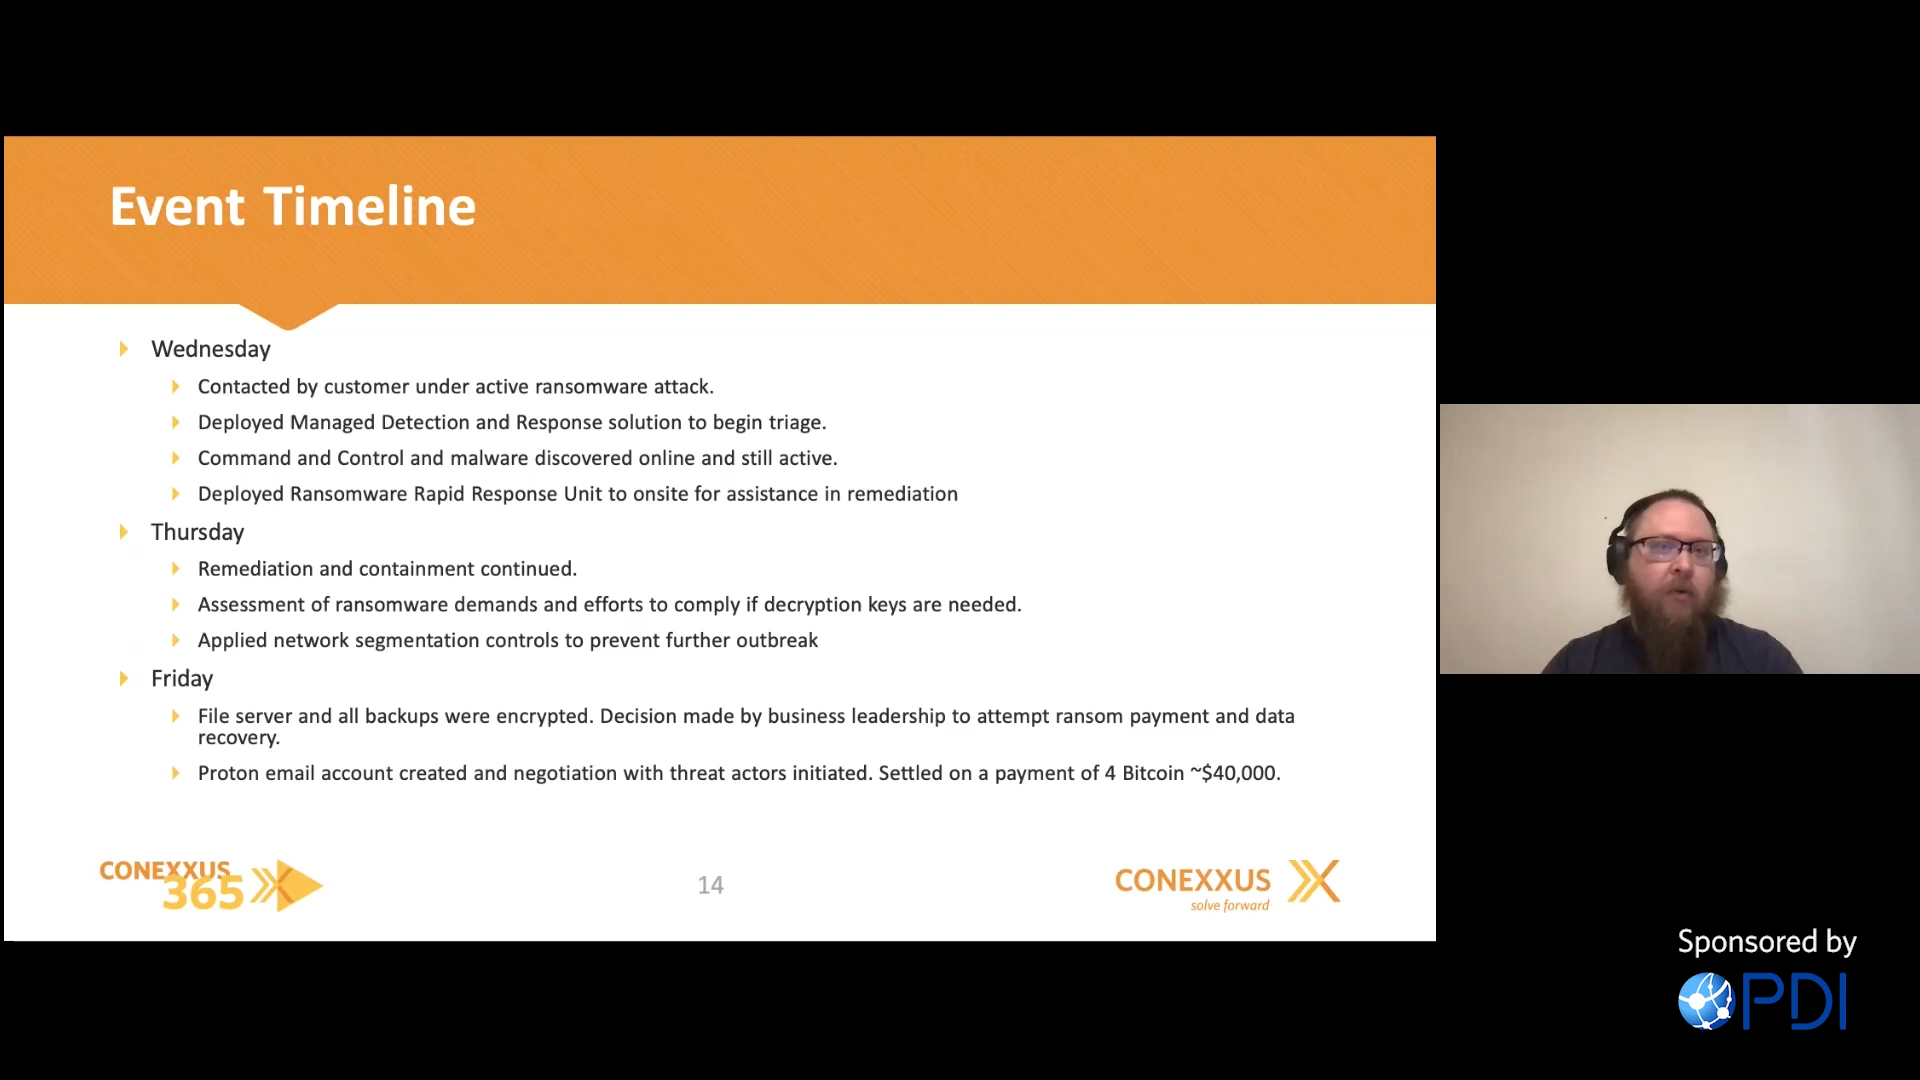 Event Timeline
Wednesday
Contacted by customer under active ransomware attack.
Deployed Managed Detection and Response solution to begin triage.
Command and Control and malware discovered online and still active.
Deployed Ransomware Rapid Response Unit to onsite for assistance in remediation
Thursday
Remediation and containment continued.
Assessment of ransomware demands and efforts to comply if decryption keys are needed.
Applied network segmentation controls to prevent further outbreak
Friday
File server and all backups were encrypted. Decision made by business leadership to attempt ransom payment and data
recovery.
Proton email account created and negotiation with threat actors initiated. Settled on a payment of 4 Bitcoin ~$40,000.
CONEXXUS
365
14
CONEXXUS
solve forward
Sponsored by
PDI